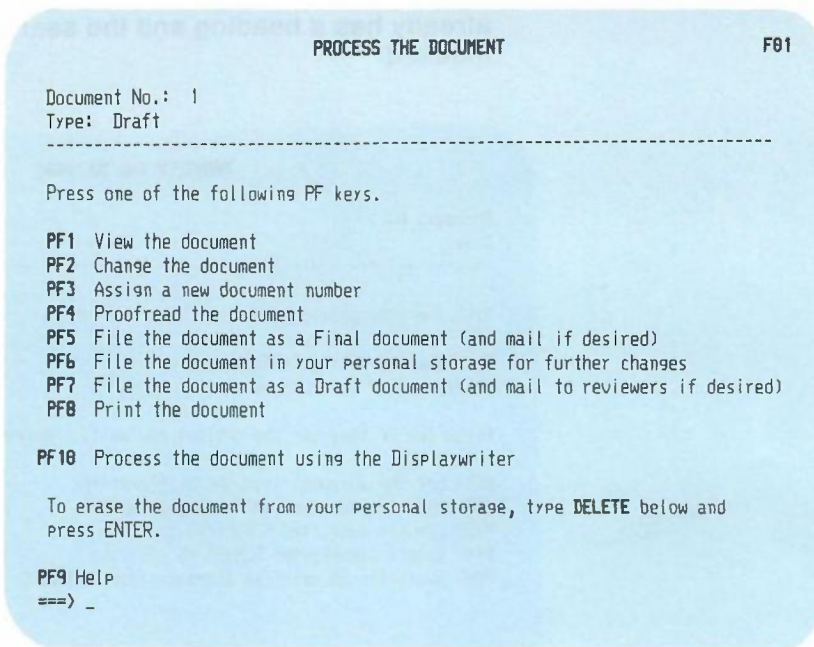 PROCESS THE DOCUMENT F01
Document No.: 1
Type: Draft
-------------------------------------------------------------------------
Press one of the following PF keys.
PF1 View the document
PF2 Change the document
PF3 Assign a new document number
PF4 Proofread the document
PF5 File the document as a Final document (and mail if desired)
PF6 File the document in your personal storage for further changes
PF7 File the document as a Draft document (and mail to reviewers if desired)
PF8 Print the document
PF10 Process the document using the Displaywriter
To erase the document from your personal storage, type DELETE below and
press ENTER.
PF9 Help
===> _